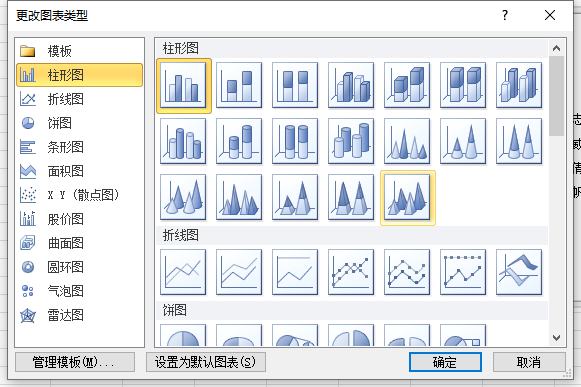 更改图表类型
模板
柱形图
折线图
饼图
条形图
面积图
X Y (散点图)
股价图
曲面图
圆环图
气泡图
雷达图
柱形图
折线图
饼图
管理模板(M)...
设置为默认图表(S)
确定
取消